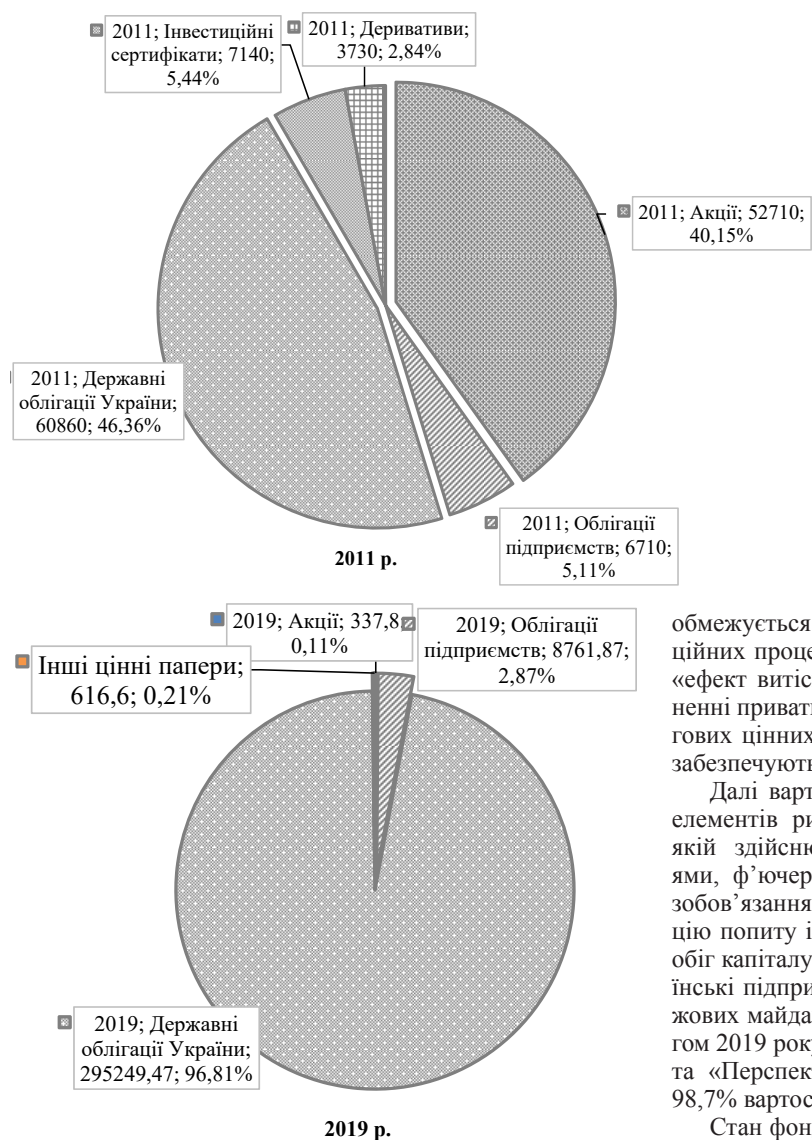 2011; Інвестиційні
сертифікати; 7140;
5,44%
2011; Деривативи;
3730; 2,84%
2011; Акції; 52710;
40,15%
2011; Державні
облігації України;
60860; 46,36%
2011; Облігації
підприємств; 6710;
5,11%
2011 р.
2019; Акції; 337,8
0,11%
2019; Облігації
підприємств; 8761,87;
2,87%
Інші цінні папери;
616,6; 0,21%
2019; Державні
облігації України;
295249,47; 96,81%
2019 р.
обмежується
ційних проце
«ефект витіс
ненні приват
гових цінних
забезпечують
Далі варт
елементів ри
якій здійсню
ями, ф’ючер
зобов’язання
цію попиту і
обіг капіталу
їнські підпри
жових майда
гом 2019 рок
та «Перспек
98,7% вартос
Стан фон